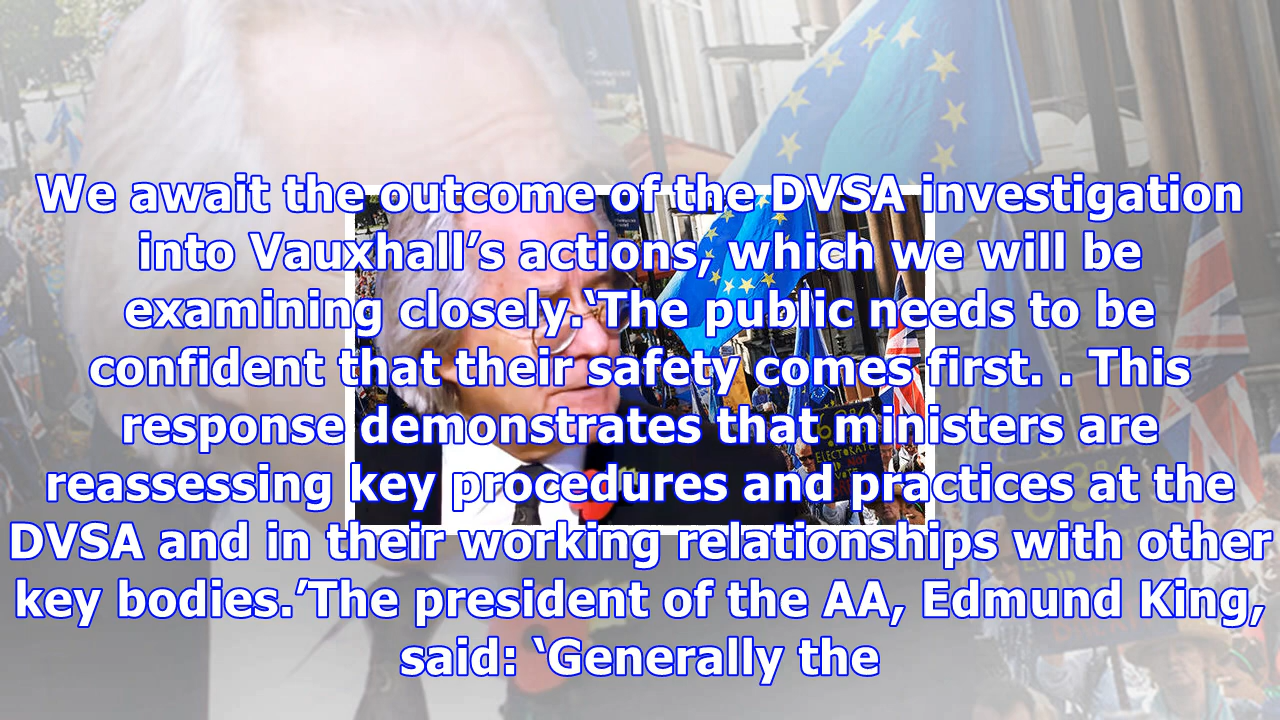 We await the outcome of the DVSA investigation
into Vauxhall’s actions, which we will be
examining closely.‘The public needs to be
confident that their safety comes first. . This
response demonstrates that ministers are
reassessing key procedures and practices at the
DVSA and in their working relationships with other
key bodies.’The president of the AA, Edmund King,
said: ‘Generally the
ELECTORATE
NOT